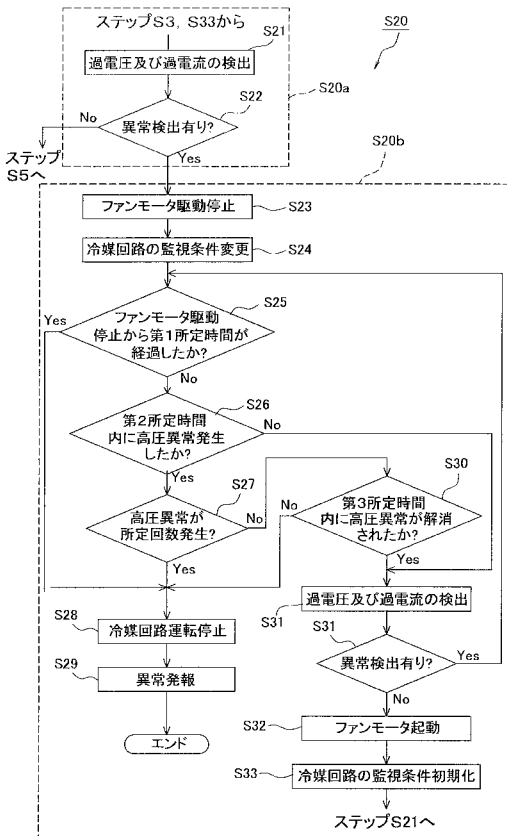 ステップS3, S33から
S20
S21
過電圧及び過電流の検出
S22
S20a
異常検出有り?
No
Yes
ステップ
S5へ
S20b
ファンモータ駆動停止
S23
冷媒回路の監視条件変更
S24
S25
Yes
ファンモータ駆動
停止から第1所定時間が
経過したか?
No
S26
第2所定時間
内に高圧異常発生
したか?
No
Yes
S27
高圧異常が
所定回数発生?
No
Yes
S30
No
第3所定時間
内に高圧異常が解消
されたか?
Yes
過電圧及び過電流の検出
S31
S31
異常検出有り?
Yes
No
S28
冷媒回路運転停止
S29
異常発報
エンド
S32
ファンモータ起動
S33
冷媒回路の監視条件初期化
ステップS21へ